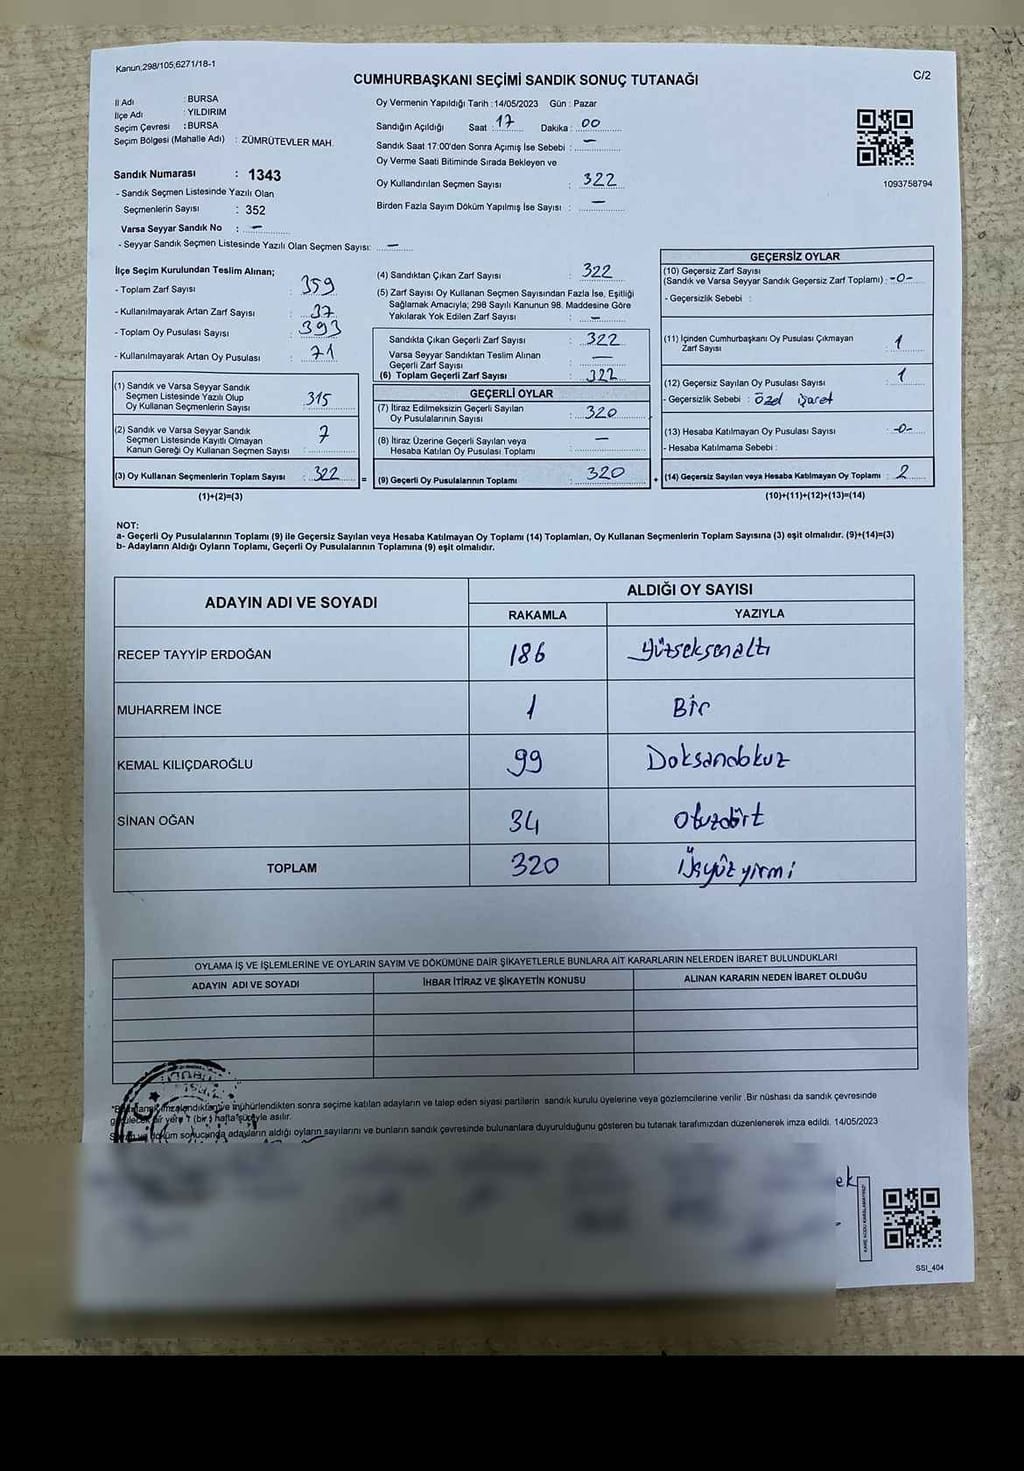 Kanun,298/105,6271/18-1
CUMHURBAŞKANI SEÇİMİ SANDIK SONUÇ TUTANAĞI
C/2
İl Adı : BURSA
İlçe Adı : YILDIRIM
Seçim Çevresi : BURSA
Seçim Bölgesi (Mahalle Adı) : ZÜMRÜTEVLER MAH.
Sandık Numarası : 1343
- Sandık Seçmen Listesinde Yazılı Olan
Seçmenlerin Sayısı : 352
Varsa Seyyar Sandık No : —
- Seyyar Sandık Seçmen Listesinde Yazılı Olan Seçmen Sayısı: —
Oy Vermenin Yapıldığı Tarih : 14/05/2023 Gün : Pazar
Sandığın Açıldığı Saat : 17 Dakika : 00
Sandık Saat 17:00'den Sonra Açımış İse Sebebi : —
Oy Verme Saati Bitiminde Sırada Bekleyen ve
Oy Kullandırılan Seçmen Sayısı : 322
Birden Fazla Sayım Döküm Yapılmış İse Sayısı : —
1093758794
İlçe Seçim Kurulundan Teslim Alınan;
- Toplam Zarf Sayısı : 359
- Kullanılmayarak Artan Zarf Sayısı : 37
- Toplam Oy Pusulası Sayısı : 393
- Kullanılmayarak Artan Oy Pusulası : 71
(1) Sandık ve Varsa Seyyar Sandık
Seçmen Listesinde Yazılı Olup
Oy Kullanan Seçmenlerin Sayısı 315
(2) Sandık ve Varsa Seyyar Sandık
Seçmen Listesinde Kayıtlı Olmayan
Kanun Gereği Oy Kullanan Seçmen Sayısı 7
(3) Oy Kullanan Seçmenlerin Toplam Sayısı : 322
(1)+(2)=(3)
(4) Sandıktan Çıkan Zarf Sayısı : 322
(5) Zarf Sayısı Oy Kullanan Seçmen Sayısından Fazla İse, Eşitliği
Sağlamak Amacıyla; 298 Sayılı Kanunun 98. Maddesine Göre
Yakılarak Yok Edilen Zarf Sayısı : —
Sandıkta Çıkan Geçerli Zarf Sayısı : 322
Varsa Seyyar Sandıktan Teslim Alınan
Geçerli Zarf Sayısı : —
(6) Toplam Geçerli Zarf Sayısı : 322
GEÇERLİ OYLAR
(7) İtiraz Edilmeksizin Geçerli Sayılan
Oy Pusulalarının Sayısı : 320
(8) İtiraz Üzerine Geçerli Sayılan veya
Hesaba Katılan Oy Pusulası Toplamı : —
= (9) Geçerli Oy Pusulalarının Toplamı : 320 +
GEÇERSİZ OYLAR
(10) Geçersiz Zarf Sayısı
(Sandık ve Varsa Seyyar Sandık Geçersiz Zarf Toplamı) : -0-
- Geçersizlik Sebebi :
(11) İçinden Cumhurbaşkanı Oy Pusulası Çıkmayan
Zarf Sayısı : 1
(12) Geçersiz Sayılan Oy Pusulası Sayısı : 1
- Geçersizlik Sebebi : özel işaret
(13) Hesaba Katılmayan Oy Pusulası Sayısı : -0-
- Hesaba Katılmama Sebebi :
(14) Geçersiz Sayılan veya Hesaba Katılmayan Oy Toplamı : 2
(10)+(11)+(12)+(13)=(14)
NOT:
a- Geçerli Oy Pusulalarının Toplamı (9) ile Geçersiz Sayılan veya Hesaba Katılmayan Oy Toplamı (14) Toplamları, Oy Kullanan Seçmenlerin Toplam Sayısına (3) eşit olmalıdır. (9)+(14)=(3)
b- Adayların Aldığı Oyların Toplamı, Geçerli Oy Pusulalarının Toplamına (9) eşit olmalıdır.
ADAYIN ADI VE SOYADI
ALDIĞI OY SAYISI
RAKAMLA YAZIYLA
RECEP TAYYİP ERDOĞAN 186 yüzseksenaltı
MUHARREM İNCE 1 Bir
KEMAL KILIÇDAROĞLU 99 Doksandokuz
SİNAN OĞAN 34 otuzdört
TOPLAM 320 Üçyüzyirmi
OYLAMA İŞ VE İŞLEMLERİNE VE OYLARIN SAYIM VE DÖKÜMÜNE DAİR ŞİKAYETLERLE BUNLARA AİT KARARLARIN NELERDEN İBARET BULUNDUKLARI
ADAYIN ADI VE SOYADI İHBAR İTİRAZ VE ŞİKAYETİN KONUSU ALINAN KARARIN NEDEN İBARET OLDUĞU
imzalandıktan ve mühürlendikten sonra seçime katılan adayların ve talep eden siyasi partilerin sandık kurulu üyelerine veya gözlemcilerine verilir .Bir nüshası da sandık çevresinde
bir yere 1 (bir) hafta süreyle asılır.
döküm sonucunda adayların aldığı oyların sayılarını ve bunların sandık çevresinde bulunanlara duyurulduğunu gösteren bu tutanak tarafımızdan düzenlenerek imza edildi. 14/05/2023
ek
SSI_404